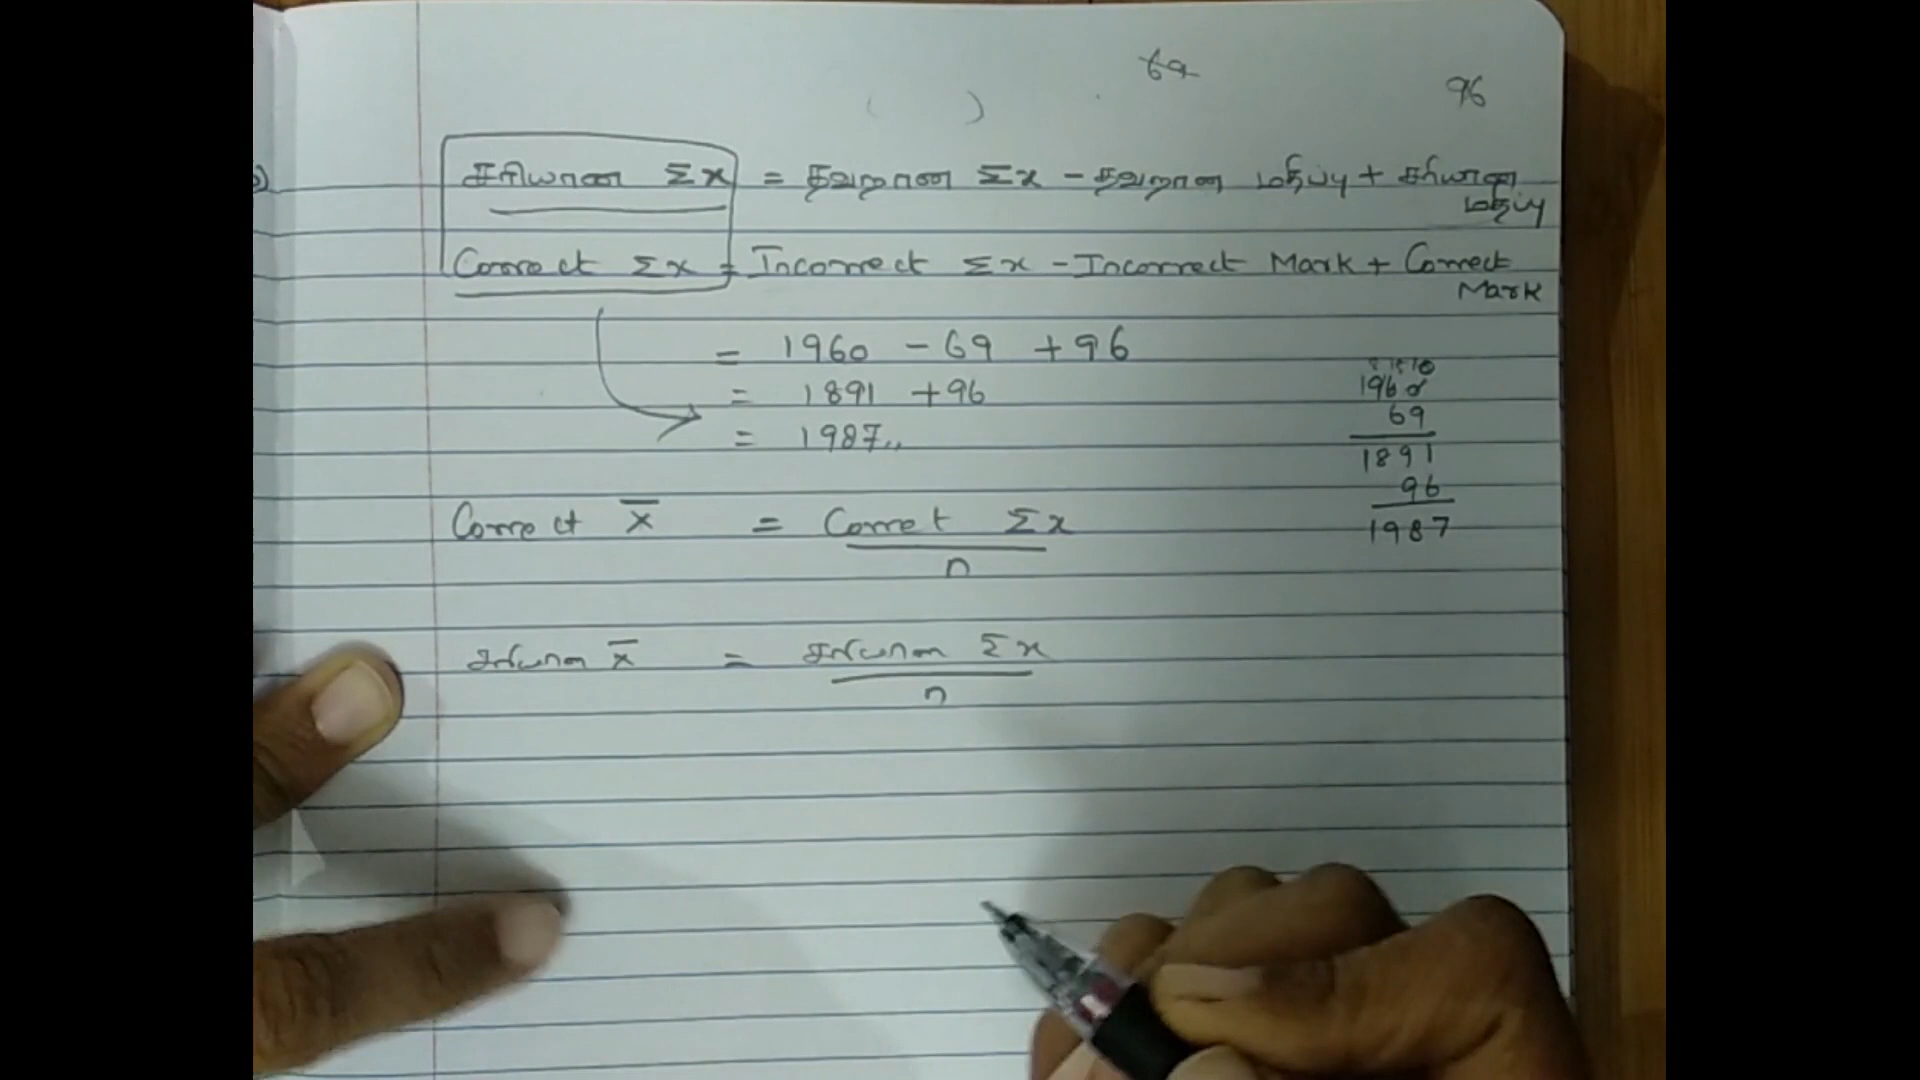 69
( )
96
சரியான Σx = தவறான Σx - தவறான மதிப்பு + சரியான
மதிப்பு
Correct Σx = Incorrect Σx - Incorrect Mark + Correct
Mark
= 1960 - 69 + 96
= 1891 + 96
= 1987,,
1960
69
1891
96
1987
Correct x̅ = Corret Σx
n
சரியான x̅ = சரியான Σx
n